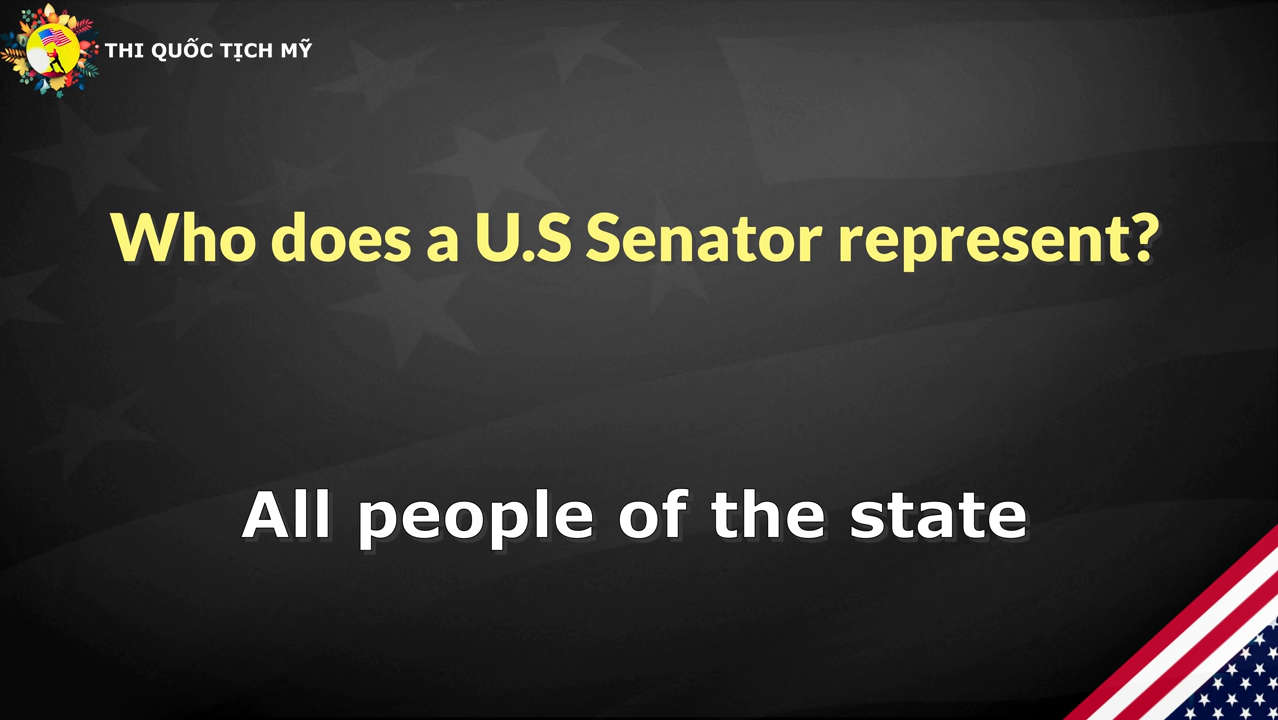 THI QUỐC TỊCH MỸ
Who does a U.S Senator represent?
All people of the state